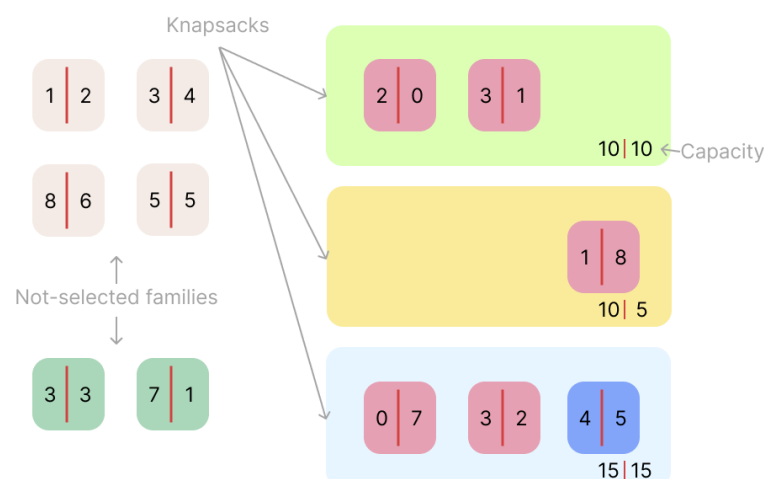 Knapsacks
1 | 2
3 | 4
2 | 0
3 | 1
10 | 10
Capacity
8 | 6
5 | 5
1 | 8
10 | 5
Not-selected families
3 | 3
7 | 1
0 | 7
3 | 2
4 | 5
15 | 15